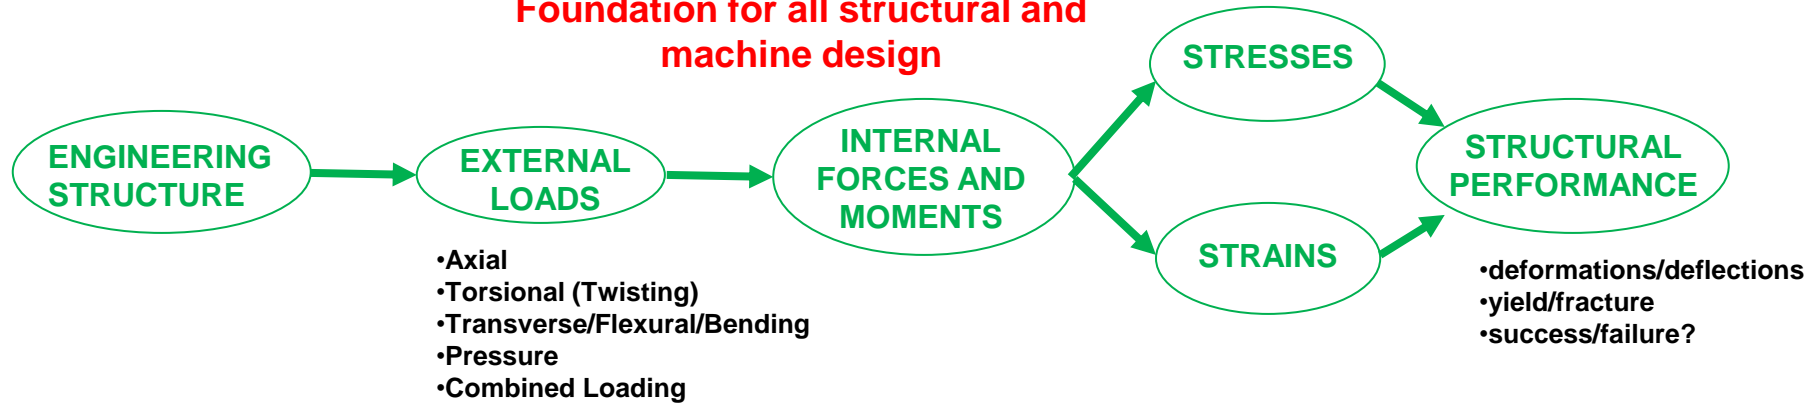 Foundation for all structural and
machine design
ENGINEERING
STRUCTURE
EXTERNAL
LOADS
•Axial
•Torsional (Twisting)
•Transverse/Flexural/Bending
•Pressure
•Combined Loading
INTERNAL
FORCES AND
MOMENTS
STRESSES
STRAINS
STRUCTURAL
PERFORMANCE
•deformations/deflections
•yield/fracture
•success/failure?